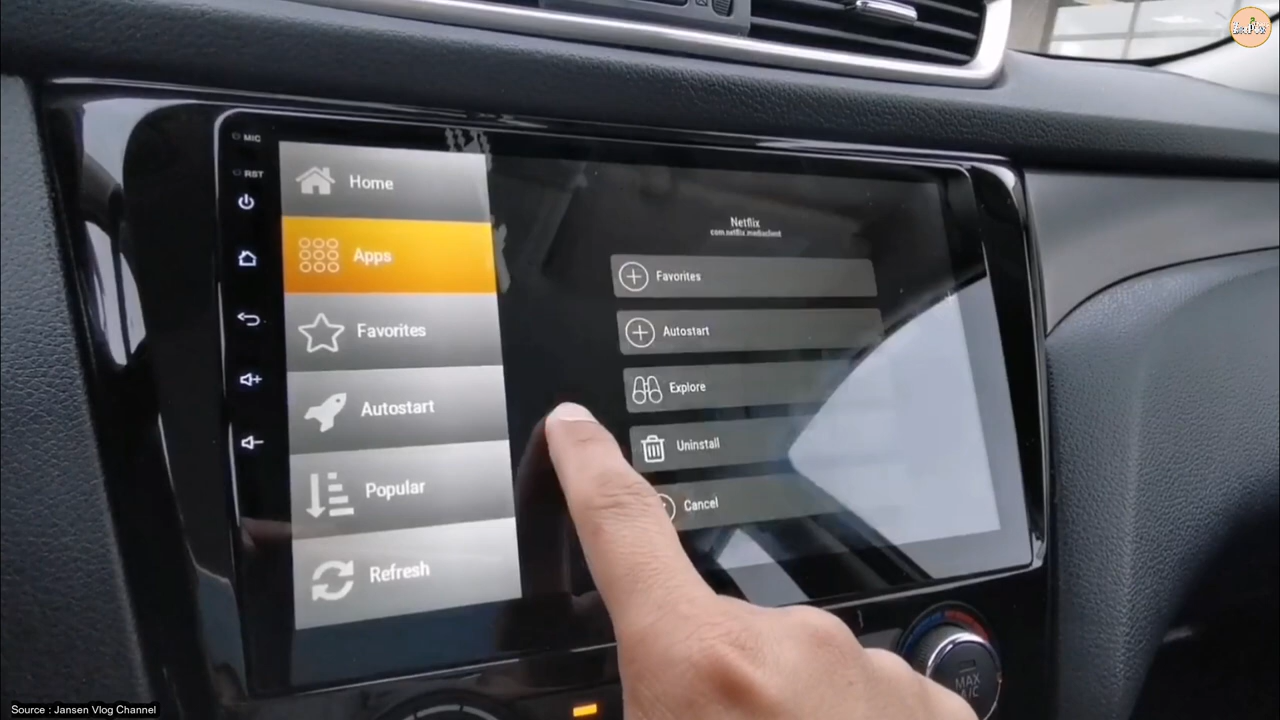 MIC
RST
Home
Apps
Favorites
Autostart
Popular
Refresh
Netflix
com.netflix.mediaclient
Favorites
Autostart
Explore
Uninstall
Cancel
MAX
A/C
Source : Jansen Vlog Channel